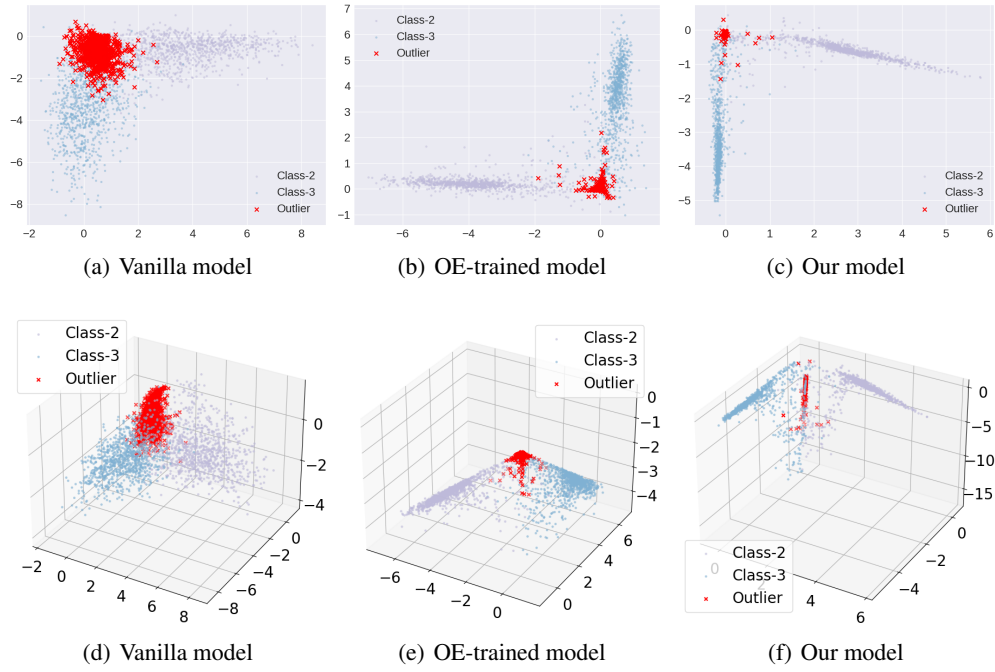 0
−2
−4
−6
−8
−2 0 2 4 6 8
Class-2
Class-3
Outlier
(a) Vanilla model
7
6
5
4
3
2
1
0
−1
−6 −4 −2 0
Class-2
Class-3
Outlier
(b) OE-trained model
0
−1
−2
−3
−4
−5
0 1 2 3 4 5 6
Class-2
Class-3
Outlier
(c) Our model
Class-2
Class-3
Outlier
0
−2
−4
−2 0 2 4 6 8
−8 −6 −4 −2 0
(d) Vanilla model
Class-2
Class-3
Outlier
0
−1
−2
−3
−4
−6 −4 −2 0
0 2 4 6
(e) OE-trained model
0
−5
−10
−15
0 2 4 6
−4 −2 0
Class-2
Class-3
Outlier
(f) Our model